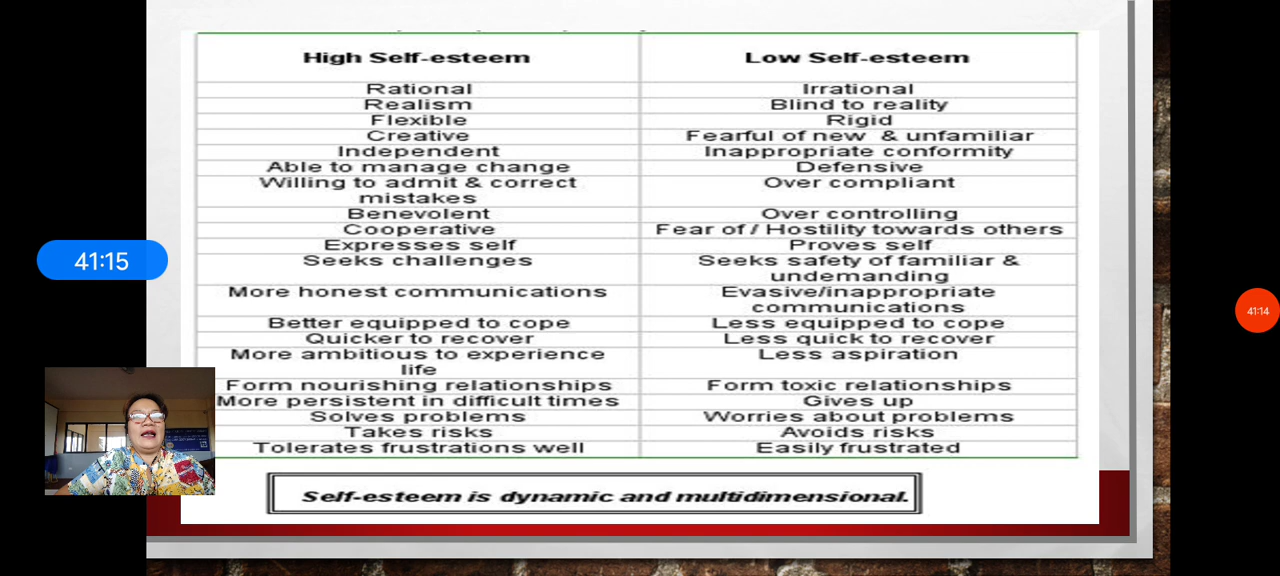 High Self-esteem Low Self-esteem
Rational Irrational
Realism Blind to reality
Flexible Rigid
Creative Fearful of new & unfamiliar
Independent Inappropriate conformity
Able to manage change Defensive
Willing to admit & correct Over compliant
mistakes
Benevolent Over controlling
Cooperative Fear of / Hostility towards others
Expresses self Proves self
Seeks challenges Seeks safety of familiar &
undemanding
More honest communications Evasive/inappropriate
communications
Better equipped to cope Less equipped to cope
Quicker to recover Less quick to recover
More ambitious to experience Less aspiration
life
Form nourishing relationships Form toxic relationships
More persistent in difficult times Gives up
Solves problems Worries about problems
Takes risks Avoids risks
Tolerates frustrations well Easily frustrated
Self-esteem is dynamic and multidimensional.
41:15
41:14